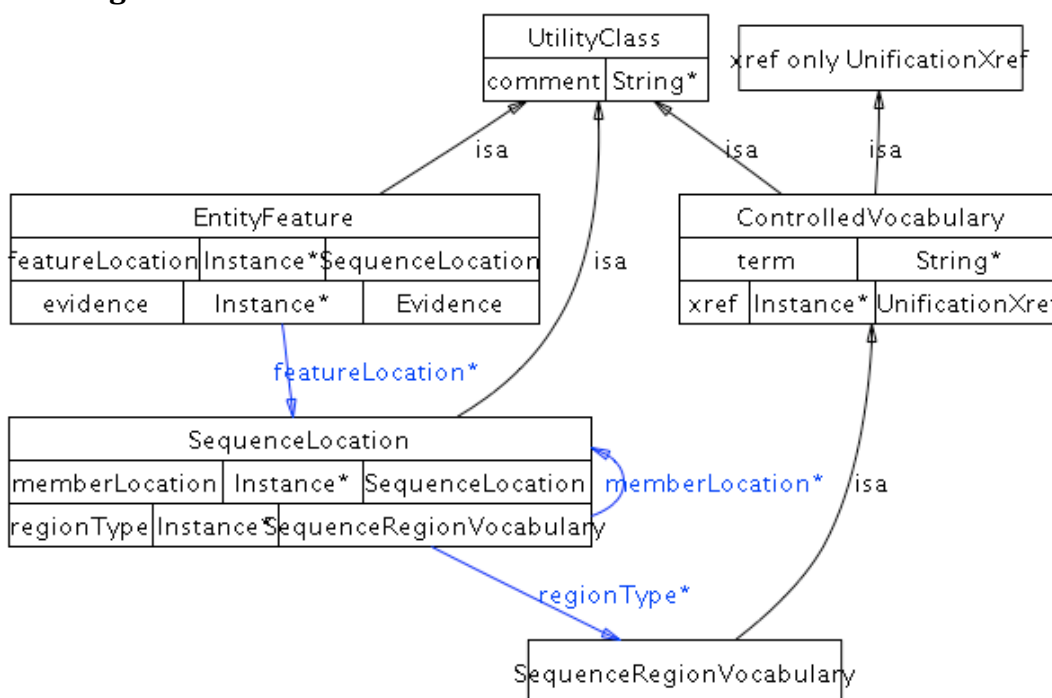 UtilityClass
comment String*
xref only UnificationXref
isa
isa
isa
EntityFeature
featureLocation Instance* SequenceLocation
evidence Instance* Evidence
ControlledVocabulary
term String*
xref Instance* UnificationXref
isa
featureLocation*
SequenceLocation
memberLocation Instance* SequenceLocation
regionType Instance* SequenceRegionVocabulary
memberLocation*
isa
regionType*
SequenceRegionVocabulary